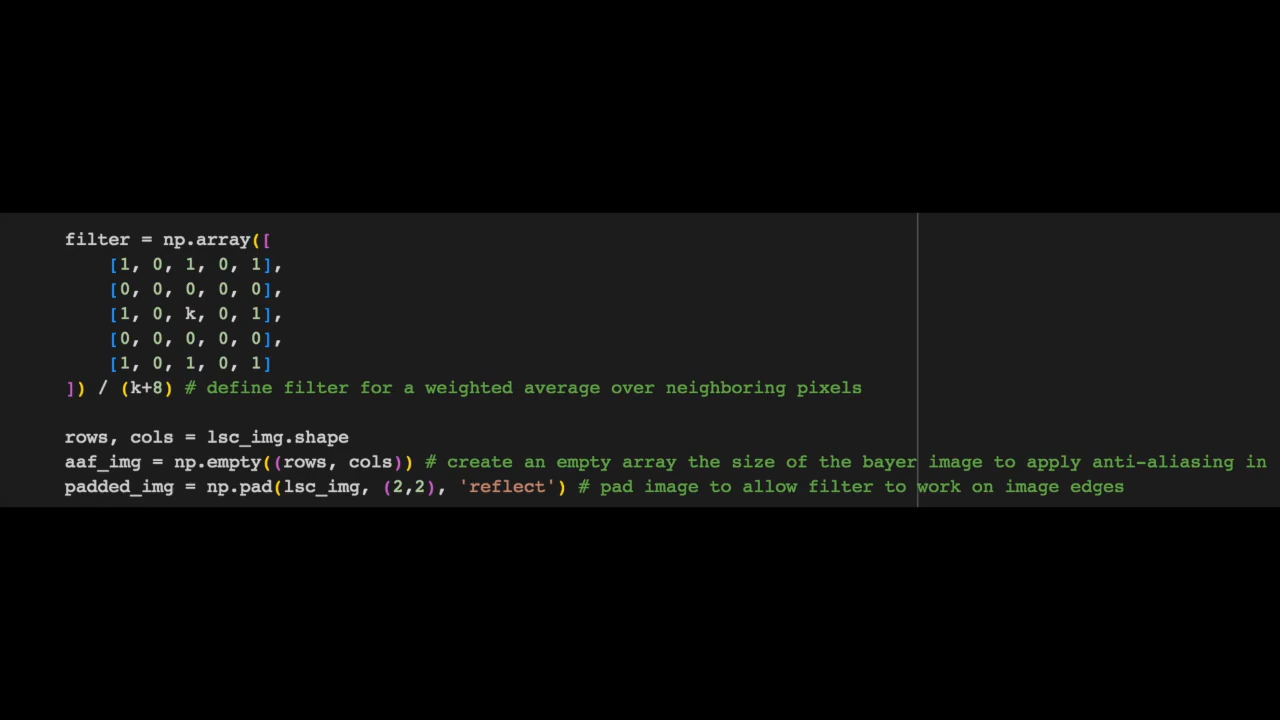 filter = np.array([
    [1, 0, 1, 0, 1],
    [0, 0, 0, 0, 0],
    [1, 0, k, 0, 1],
    [0, 0, 0, 0, 0],
    [1, 0, 1, 0, 1]
]) / (k+8) # define filter for a weighted average over neighboring pixels
rows, cols = lsc_img.shape
aaf_img = np.empty((rows, cols)) # create an empty array the size of the bayer image to apply anti-aliasing in
padded_img = np.pad(lsc_img, (2,2), 'reflect') # pad image to allow filter to work on image edges